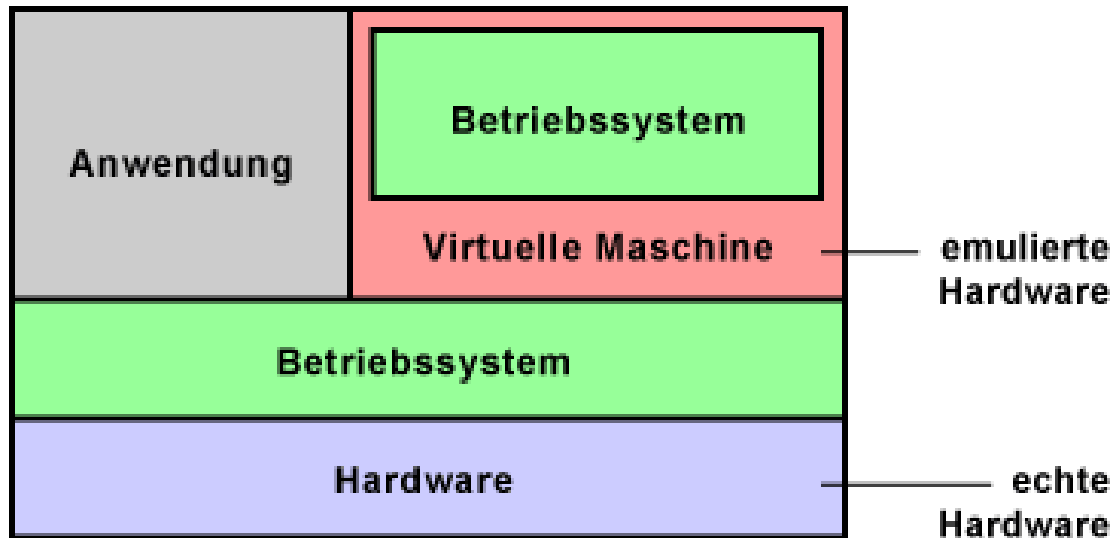 Betriebssystem
Anwendung
Virtuelle Maschine
emulierte
Hardware
Betriebssystem
Hardware
echte
Hardware